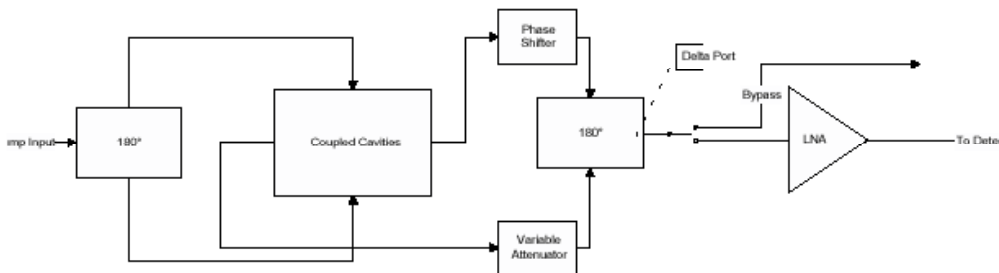 Phase
Shifter
Delta Port
Bypass
mp Input
180°
Coupled Cavities
180°
LNA
To Dete
Variable
Attenuator